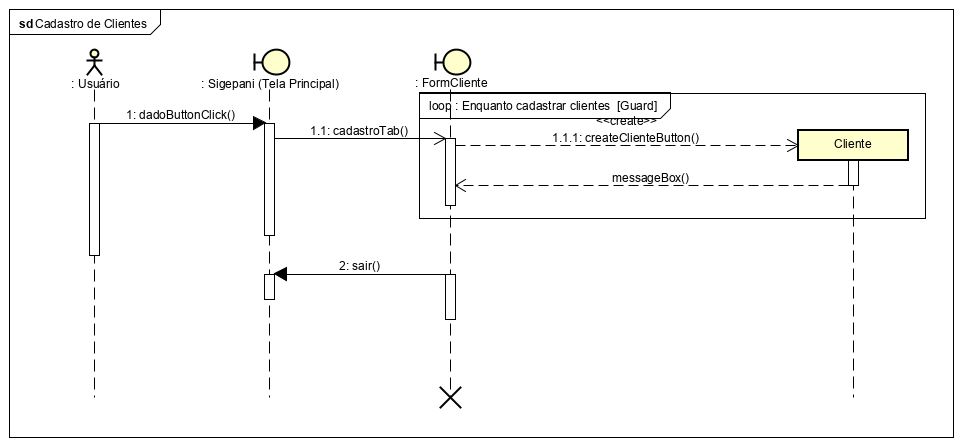 sd Cadastro de Clientes
: Usuário
: Sigepani (Tela Principal)
: FormCliente
loop : Enquanto cadastrar clientes [Guard]
<<create>>
1: dadoButtonClick()
1.1: cadastroTab()
1.1.1: createClienteButton()
Cliente
messageBox()
2: sair()